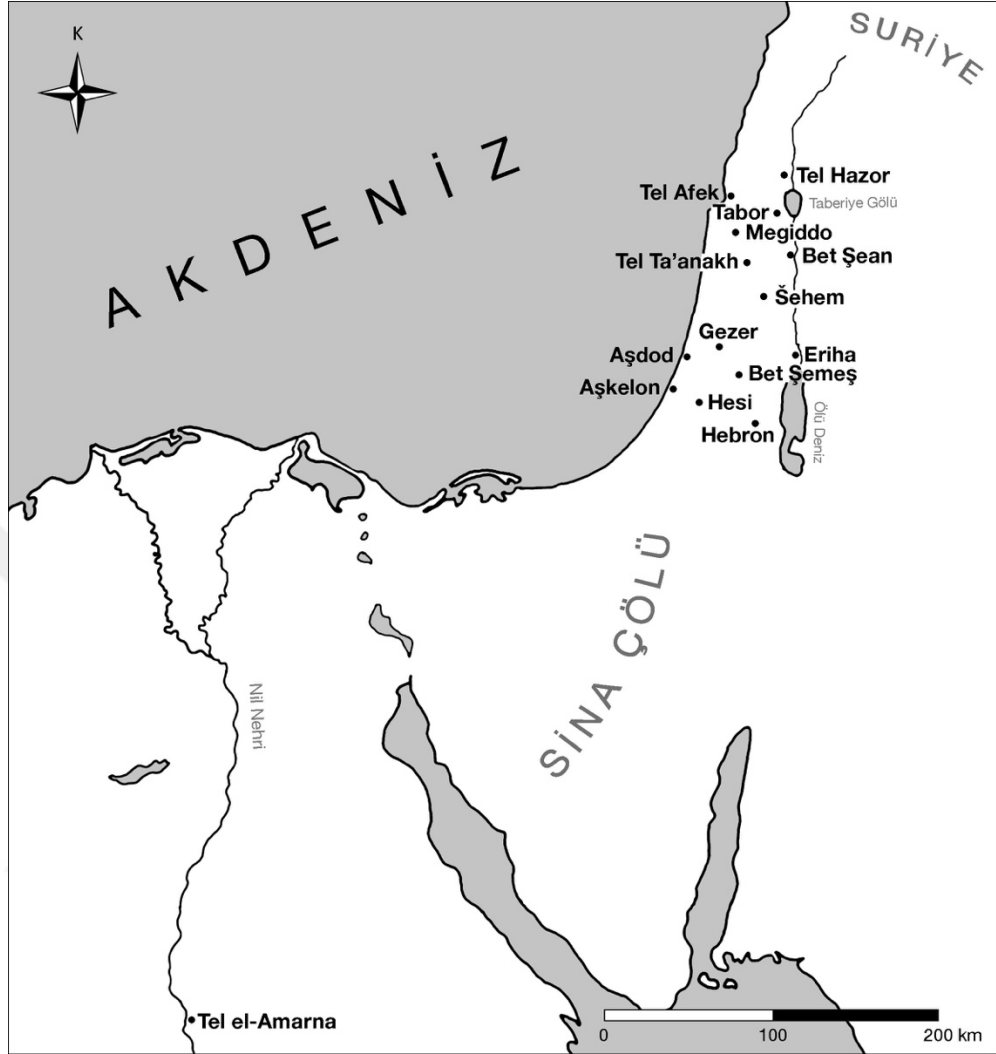 K
SURİYE
AKDENİZ
Tel Hazor
Tel Afek
Taberiye Gölü
Tabor
Megiddo
Bet Şean
Tel Ta’anakh
Šehem
Gezer
Aşdod
Eriha
Bet Şemeş
Aşkelon
Hesi
Hebron
Ölü Deniz
SİNA ÇÖLÜ
Nil Nehri
Tel el-Amarna
0 100 200 km